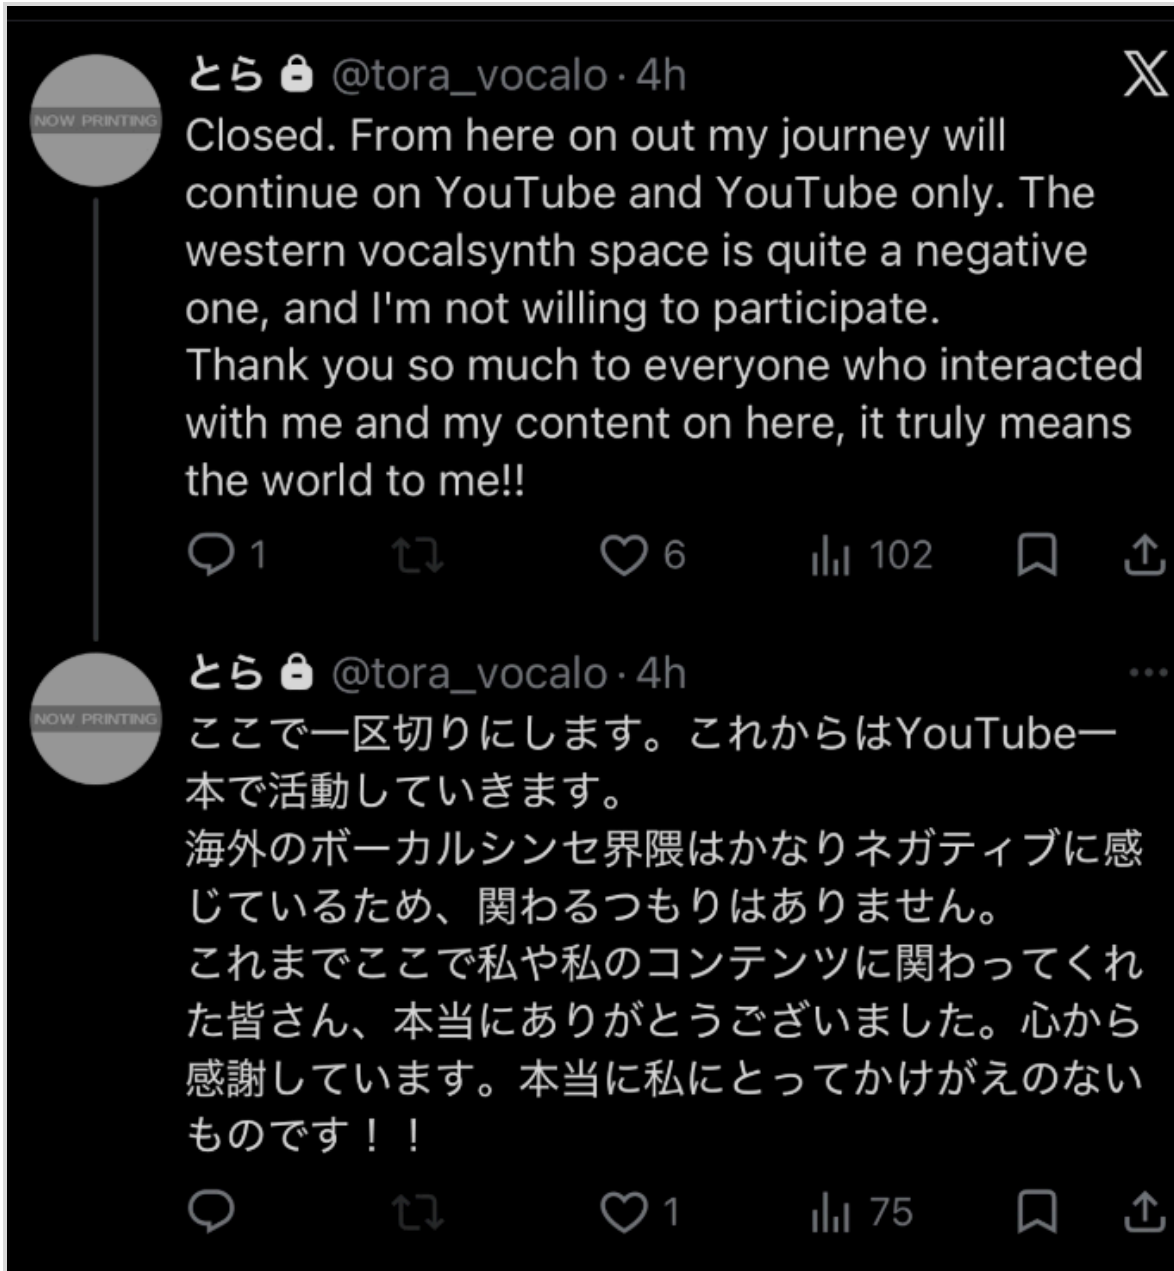 とら @tora_vocalo · 4h
NOW PRINTING
Closed. From here on out my journey will
continue on YouTube and YouTube only. The
western vocalsynth space is quite a negative
one, and I'm not willing to participate.
Thank you so much to everyone who interacted
with me and my content on here, it truly means
the world to me!!
1 6 102
とら @tora_vocalo · 4h
NOW PRINTING
ここで一区切りにします。これからはYouTube一
本で活動していきます。
海外のボーカルシンセ界隈はかなりネガティブに感
じているため、関わるつもりはありません。
これまでここで私や私のコンテンツに関わってくれ
た皆さん、本当にありがとうございました。心から
感謝しています。本当に私にとってかけがえのない
ものです！！
1 75